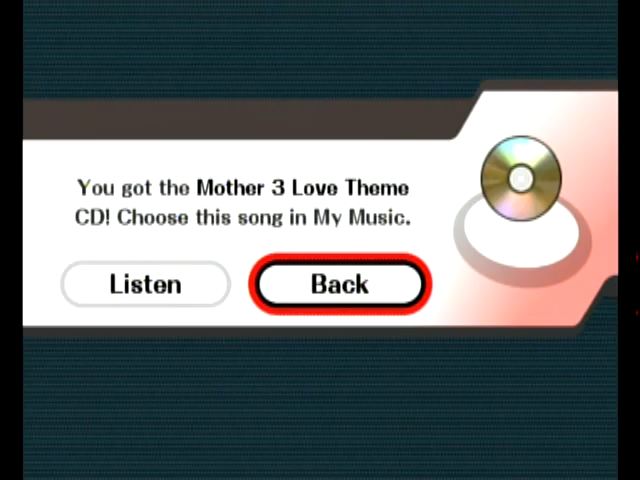 You got the Mother 3 Love Theme
CD! Choose this song in My Music.
Listen
Back